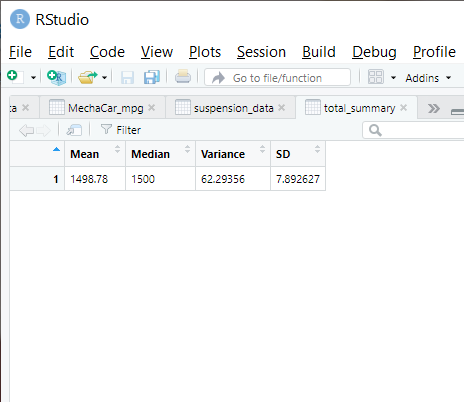 R RStudio
File Edit Code View Plots Session Build Debug Profile
Go to file/function Addins
MechaCar_mpg suspension_data total_summary
Filter
Mean Median Variance SD
1 1498.78 1500 62.29356 7.892627